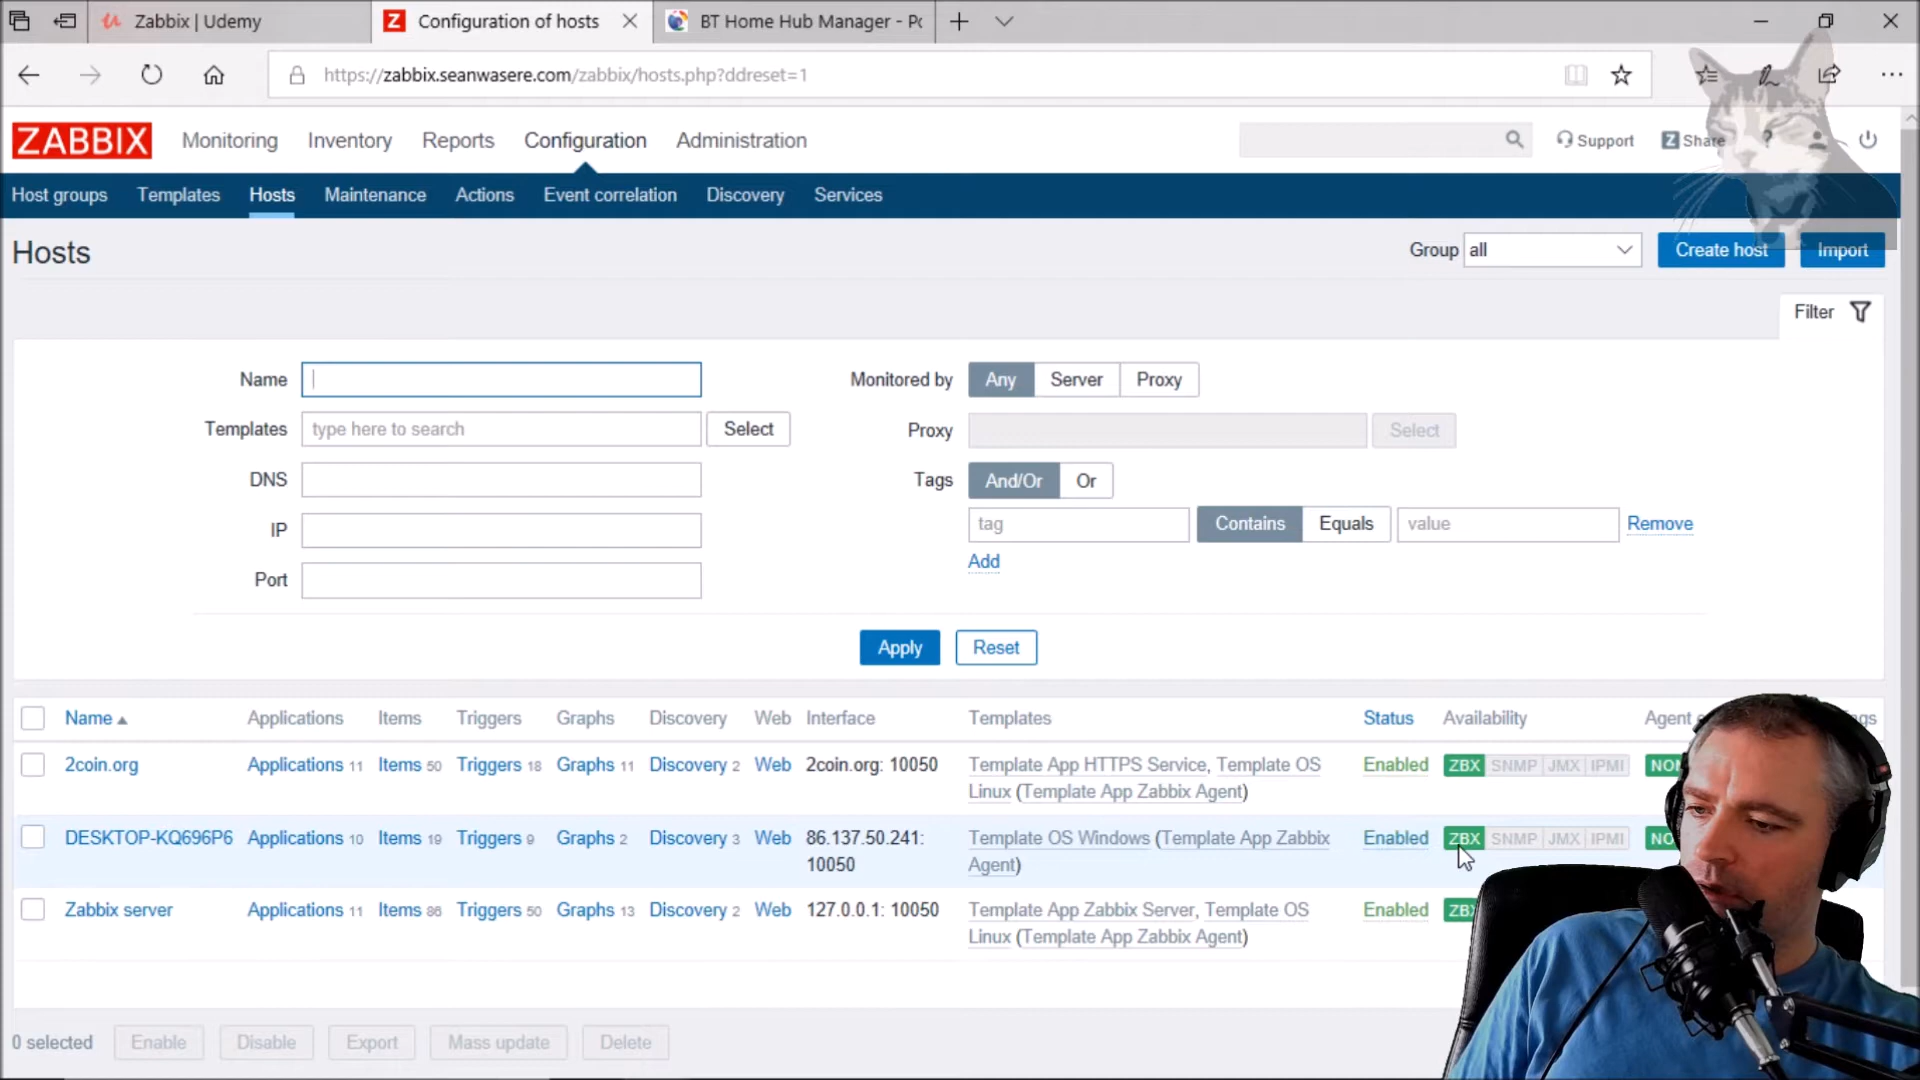 Zabbix | Udemy
Configuration of hosts
BT Home Hub Manager - Po
https://zabbix.seanwasere.com/zabbix/hosts.php?ddreset=1
ZABBIX Monitoring Inventory Reports Configuration Administration
Support
Z Share
?
Host groups Templates Hosts Maintenance Actions Event correlation Discovery Services
Hosts
Group all
Create host
Import
Filter
Name
Templates type here to search Select
DNS
IP
Port
Monitored by Any Server Proxy
Proxy Select
Tags And/Or Or
tag Contains Equals value Remove
Add
Apply Reset
Name Applications Items Triggers Graphs Discovery Web Interface Templates Status Availability Agent
2coin.org Applications 11 Items 50 Triggers 18 Graphs 11 Discovery 2 Web 2coin.org: 10050 Template App HTTPS Service, Template OS Enabled ZBX SNMP JMX IPMI NON
Linux (Template App Zabbix Agent)
DESKTOP-KQ696P6 Applications 10 Items 19 Triggers 9 Graphs 2 Discovery 3 Web 86.137.50.241: Template OS Windows (Template App Zabbix Enabled ZBX SNMP JMX IPMI NO
10050 Agent)
Zabbix server Applications 11 Items 86 Triggers 50 Graphs 13 Discovery 2 Web 127.0.0.1: 10050 Template App Zabbix Server, Template OS Enabled ZB
Linux (Template App Zabbix Agent)
0 selected Enable Disable Export Mass update Delete